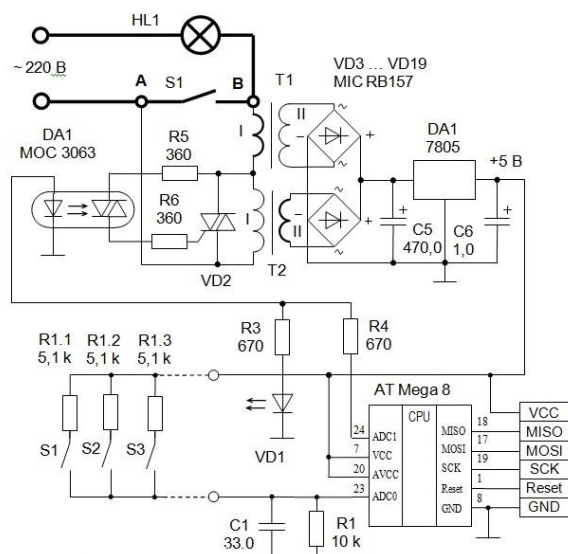 HL1
~ 220 В
A
S1
B
T1
VD3 ... VD19
MIC RB157
DA1
MOC 3063
R5
360
R6
360
I
II
~
−
~
+
DA1
7805
+5 В
I
−
II
~
~
+
VD2
T2
+
C5
470,0
+
C6
1,0
R1.1
5,1 k
R1.2
5,1 k
R1.3
5,1 k
R3
670
R4
670
S1
S2
S3
VD1
AT Mega 8
CPU
24
ADC1
7
VCC
20
AVCC
23
ADC0
MISO
18
MOSI
17
SCK
19
Reset
1
GND
8
VCC
MISO
MOSI
SCK
Reset
GND
C1
33.0
R1
10 k